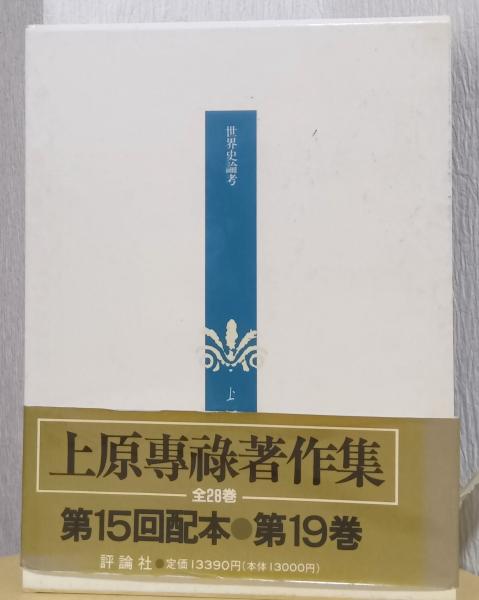 世界史論考
上
上原專祿著作集
全28巻
第15回配本●第19巻
評論社●定価13390円(本体13000円)